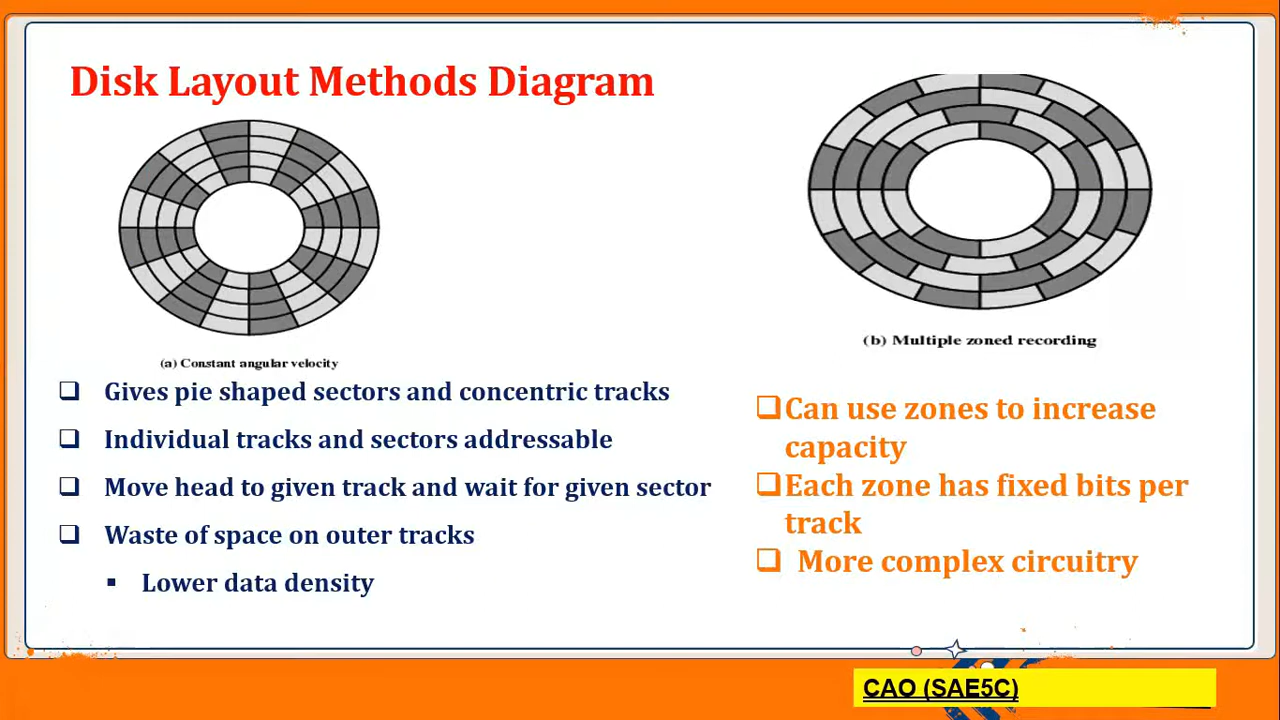 Disk Layout Methods Diagram
(a) Constant angular velocity
❑ Gives pie shaped sectors and concentric tracks
❑ Individual tracks and sectors addressable
❑ Move head to given track and wait for given sector
❑ Waste of space on outer tracks
▪ Lower data density
(b) Multiple zoned recording
❑Can use zones to increase
capacity
❑Each zone has fixed bits per
track
❑ More complex circuitry
CAO (SAE5C)